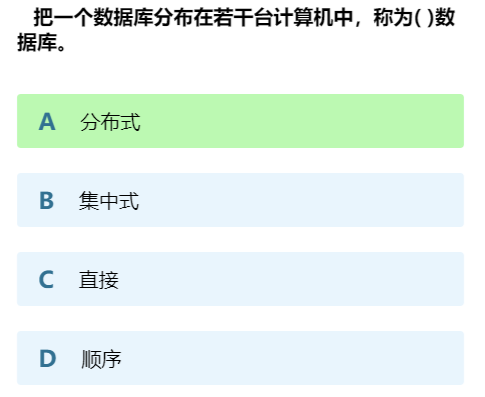 把一个数据库分布在若干台计算机中，称为( )数
据库。
A 分布式
B 集中式
C 直接
D 顺序